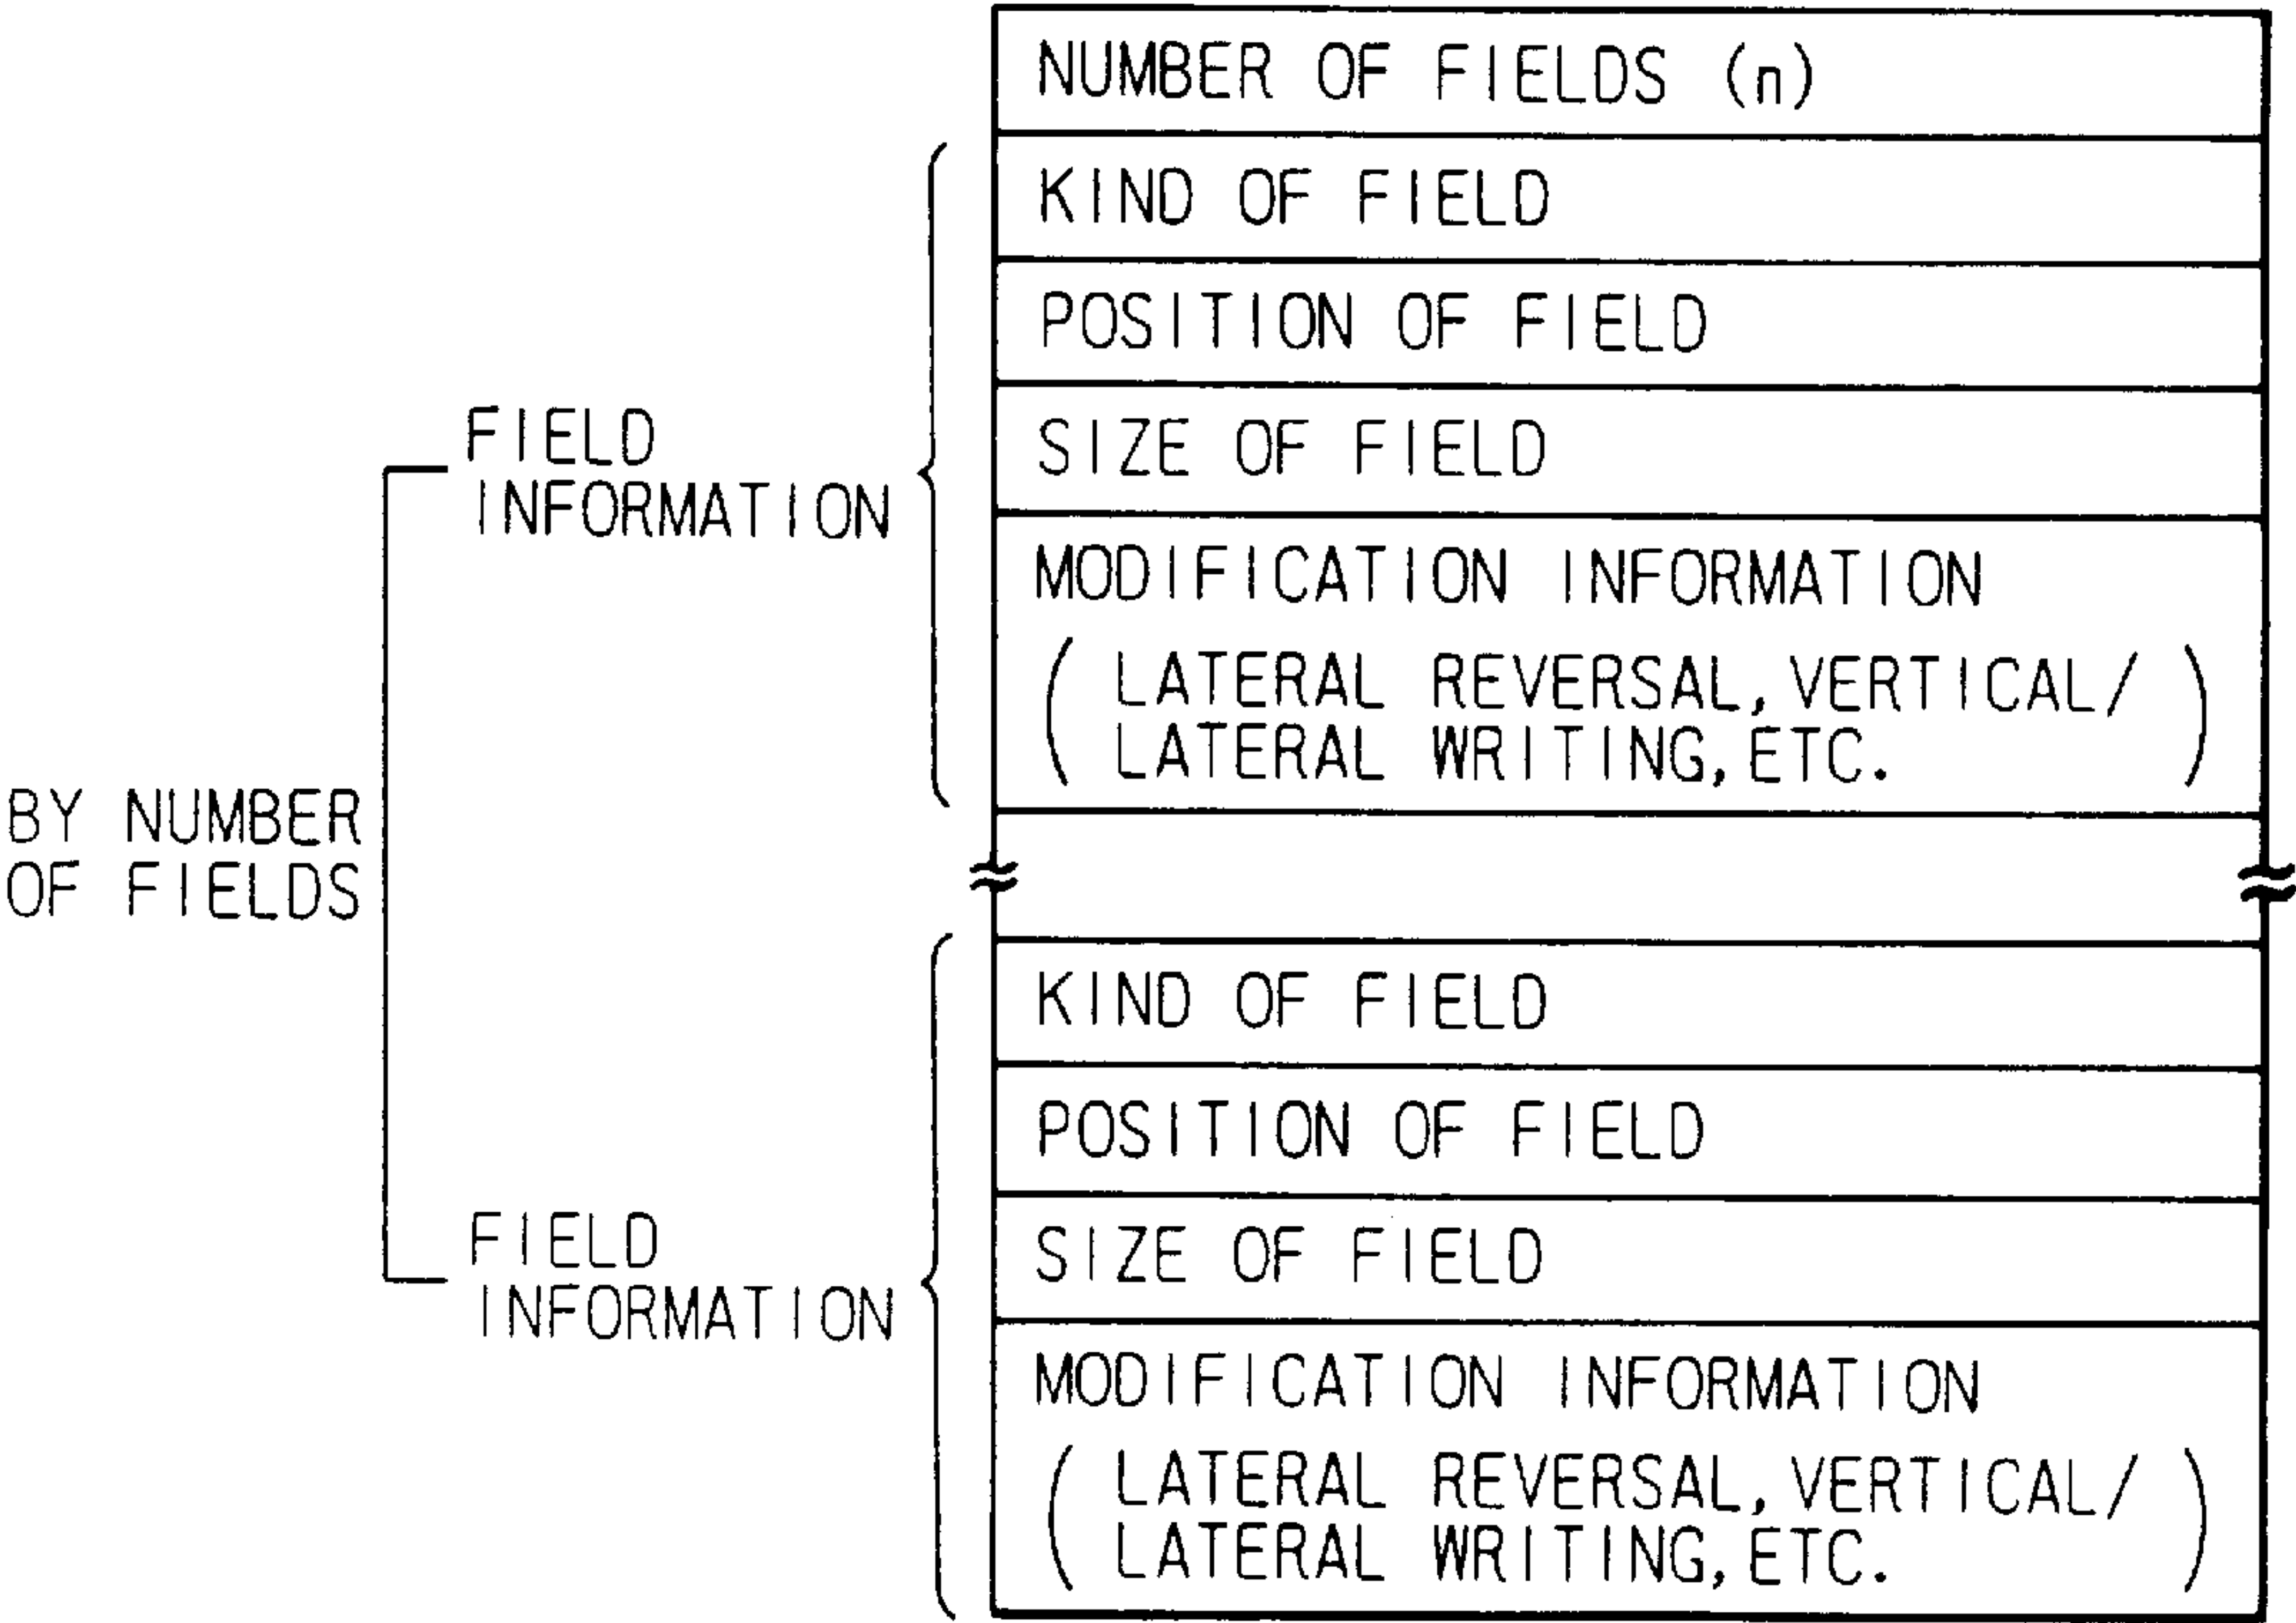 NUMBER OF FIELDS (n)
KIND OF FIELD
POSITION OF FIELD
FIELD
INFORMATION
SIZE OF FIELD
MODIFICATION INFORMATION
( LATERAL REVERSAL, VERTICAL/
LATERAL WRITING, ETC. )
BY NUMBER
OF FIELDS
KIND OF FIELD
POSITION OF FIELD
FIELD
INFORMATION
SIZE OF FIELD
MODIFICATION INFORMATION
( LATERAL REVERSAL, VERTICAL/
LATERAL WRITING, ETC. )